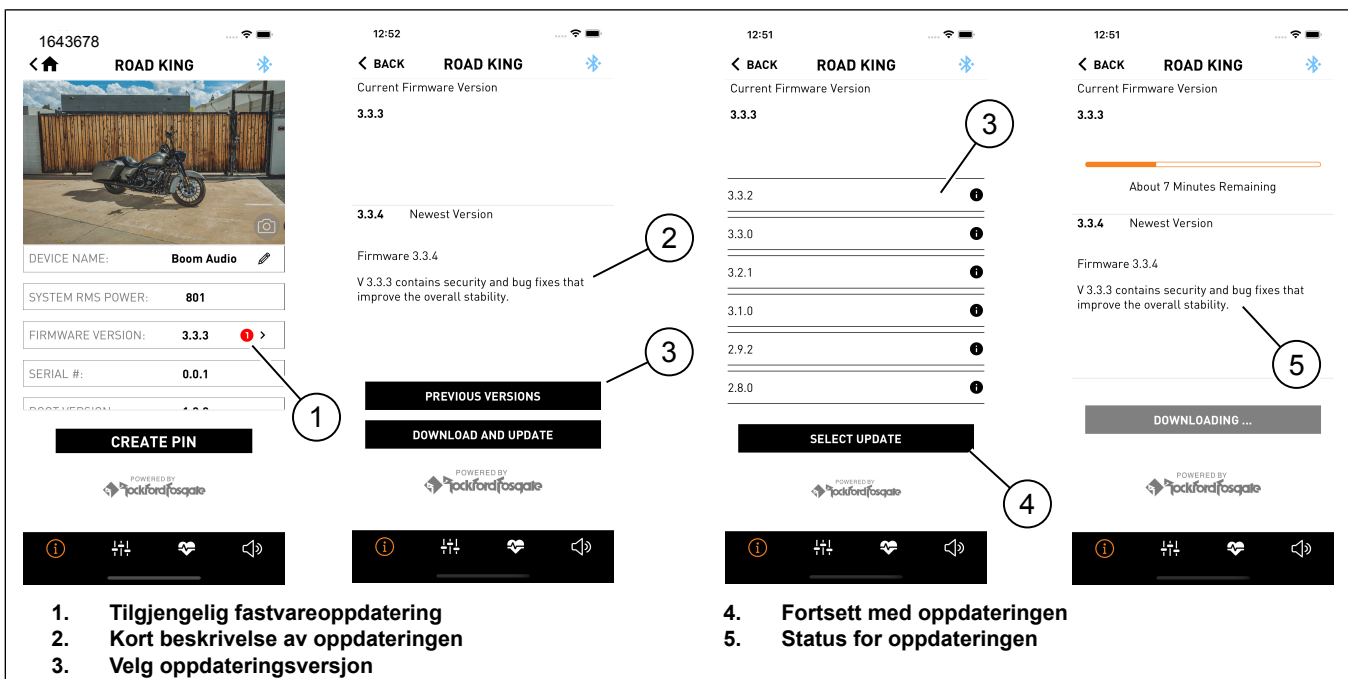 1643678
ROAD KING
DEVICE NAME: Boom Audio
SYSTEM RMS POWER: 801
FIRMWARE VERSION: 3.3.3 1 >
SERIAL #: 0.0.1
1
CREATE PIN
POWERED BY
rockford fosgate
12:52
BACK ROAD KING
Current Firmware Version
3.3.3
3.3.4 Newest Version
2
Firmware 3.3.4
V 3.3.3 contains security and bug fixes that
improve the overall stability.
3
PREVIOUS VERSIONS
DOWNLOAD AND UPDATE
POWERED BY
rockford fosgate
12:51
BACK ROAD KING
Current Firmware Version
3.3.3
3
3.3.2
3.3.0
3.2.1
3.1.0
2.9.2
2.8.0
SELECT UPDATE
4
POWERED BY
rockford fosgate
12:51
BACK ROAD KING
Current Firmware Version
3.3.3
About 7 Minutes Remaining
3.3.4 Newest Version
Firmware 3.3.4
V 3.3.3 contains security and bug fixes that
improve the overall stability.
5
DOWNLOADING ...
POWERED BY
rockford fosgate
1. Tilgjengelig fastvareoppdatering
2. Kort beskrivelse av oppdateringen
3. Velg oppdateringsversjon
4. Fortsett med oppdateringen
5. Status for oppdateringen